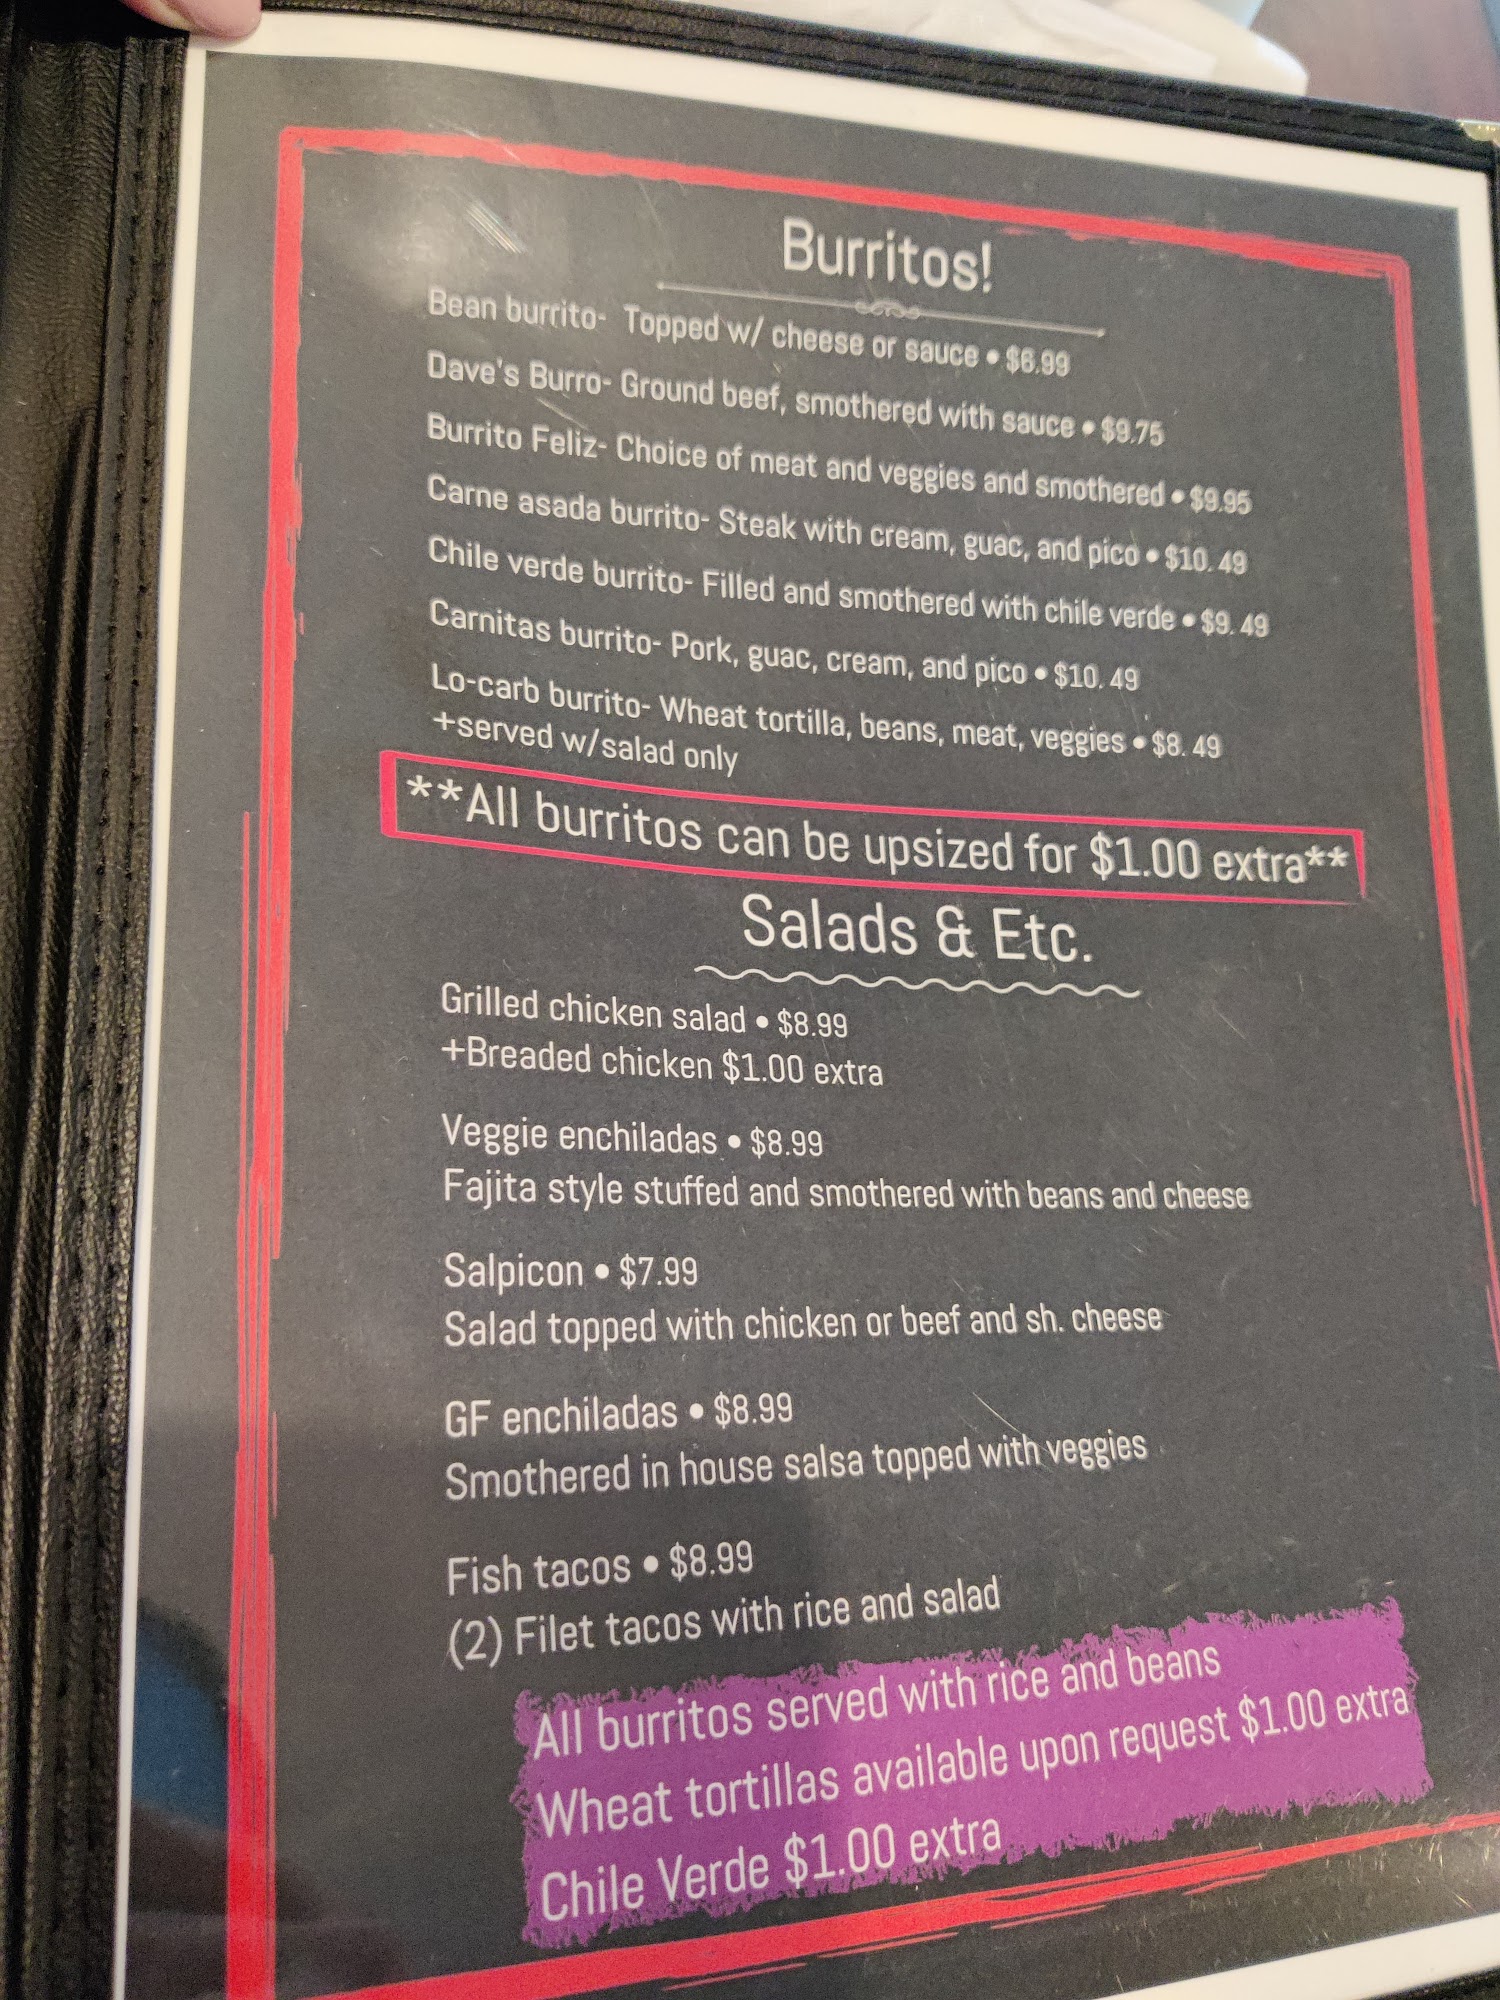 Burritos!
Bean burrito- Topped w/ cheese or sauce • $6.99
Dave's Burro- Ground beef, smothered with sauce • $9.75
Burrito Feliz- Choice of meat and veggies and smothered • $9.95
Carne asada burrito- Steak with cream, guac, and pico • $10.49
Chile verde burrito- Filled and smothered with chile verde • $9.49
Carnitas burrito- Pork, guac, cream, and pico • $10.49
Lo-carb burrito- Wheat tortilla, beans, meat, veggies • $8.49
+served w/salad only
**All burritos can be upsized for $1.00 extra**
Salads & Etc.
Grilled chicken salad • $8.99
+Breaded chicken $1.00 extra
Veggie enchiladas • $8.99
Fajita style stuffed and smothered with beans and cheese
Salpicon • $7.99
Salad topped with chicken or beef and sh. cheese
GF enchiladas • $8.99
Smothered in house salsa topped with veggies
Fish tacos • $8.99
(2) Filet tacos with rice and salad
All burritos served with rice and beans
Wheat tortillas available upon request $1.00 extra
Chile Verde $1.00 extra